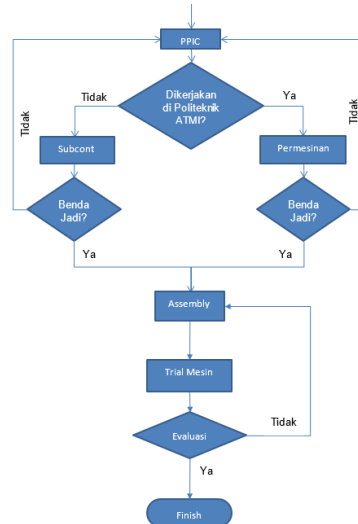 PPIC
Tidak
Dikerjakan
di Politeknik
ATMI?
Ya
Tidak
Tidak
Subcont
Permesinan
Benda
Jadi?
Benda
Jadi?
Ya
Ya
Assembly
Trial Mesin
Evaluasi
Tidak
Ya
Finish